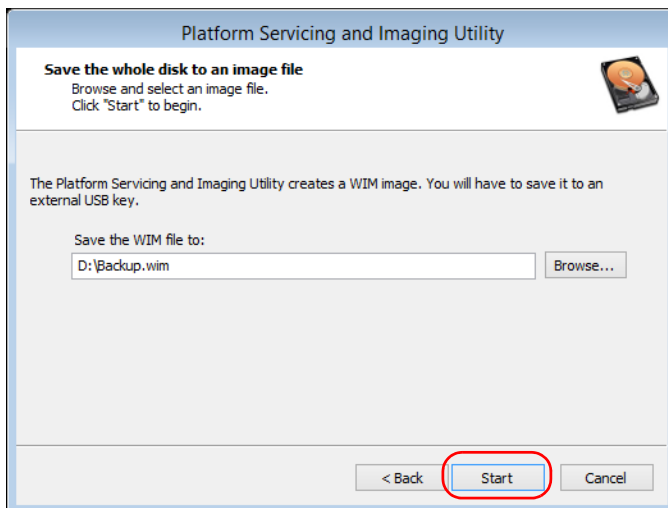 Platform Servicing and Imaging Utility
Save the whole disk to an image file
Browse and select an image file.
Click "Start" to begin.
The Platform Servicing and Imaging Utility creates a WIM image. You will have to save it to an
external USB key.
Save the WIM file to:
D:\Backup.wim
Browse...
< Back
Start
Cancel